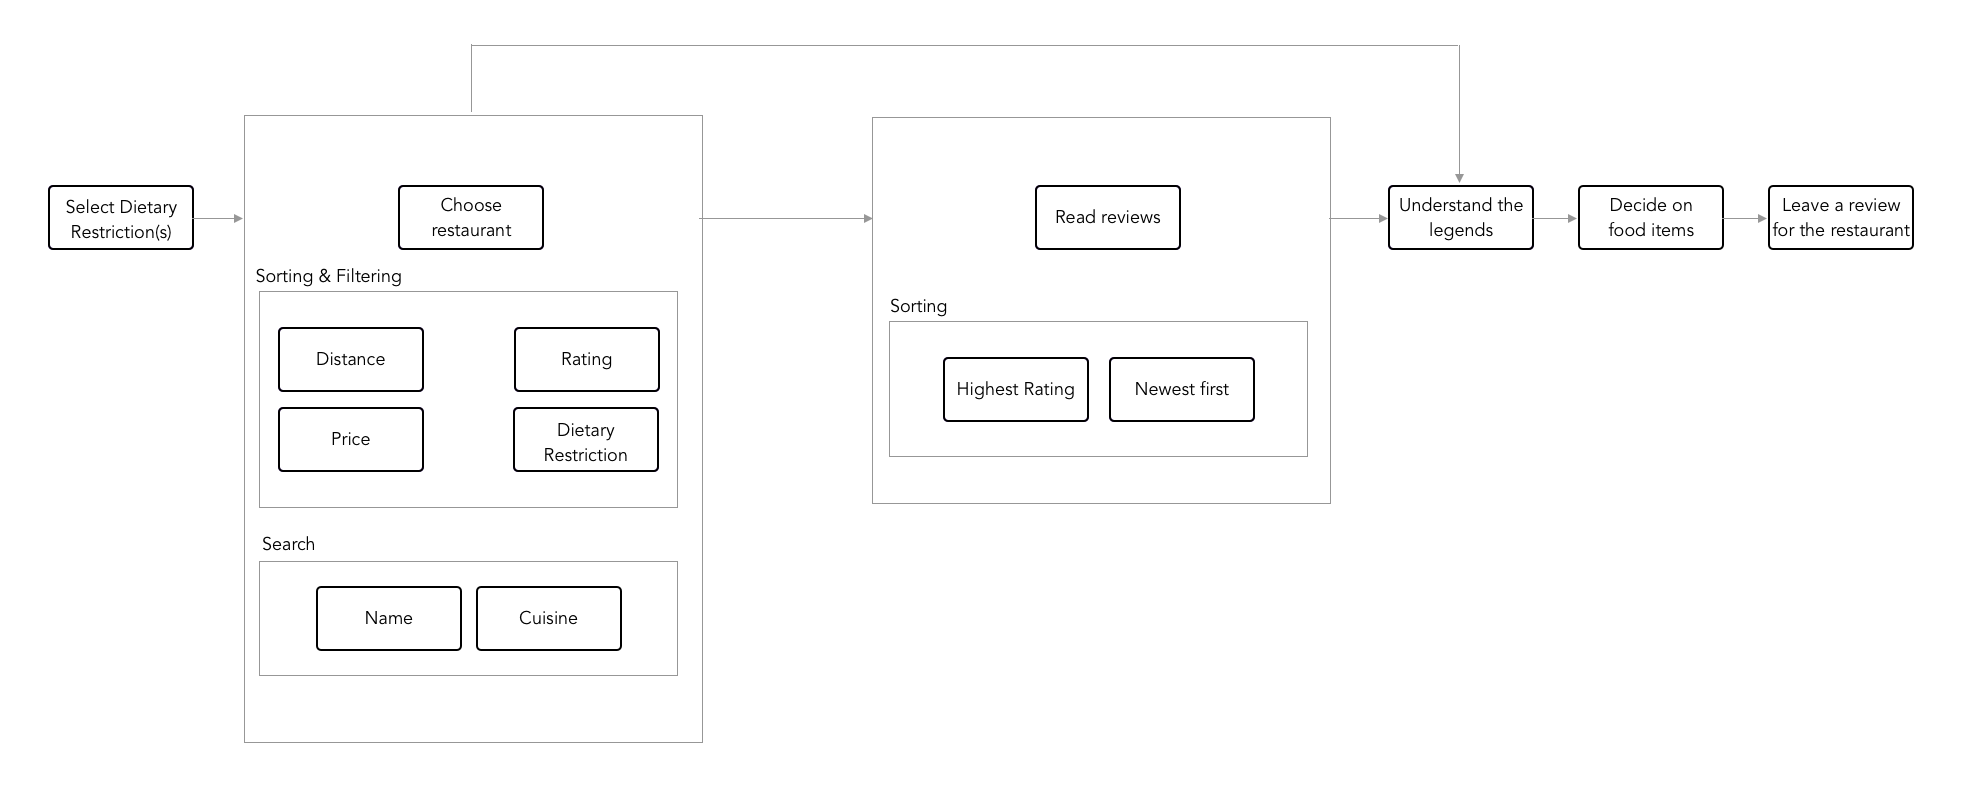 Select Dietary
Restriction(s)
Choose
restaurant
Sorting & Filtering
Distance
Rating
Price
Dietary
Restriction
Search
Name
Cuisine
Read reviews
Sorting
Highest Rating
Newest first
Understand the
legends
Decide on
food items
Leave a review
for the restaurant